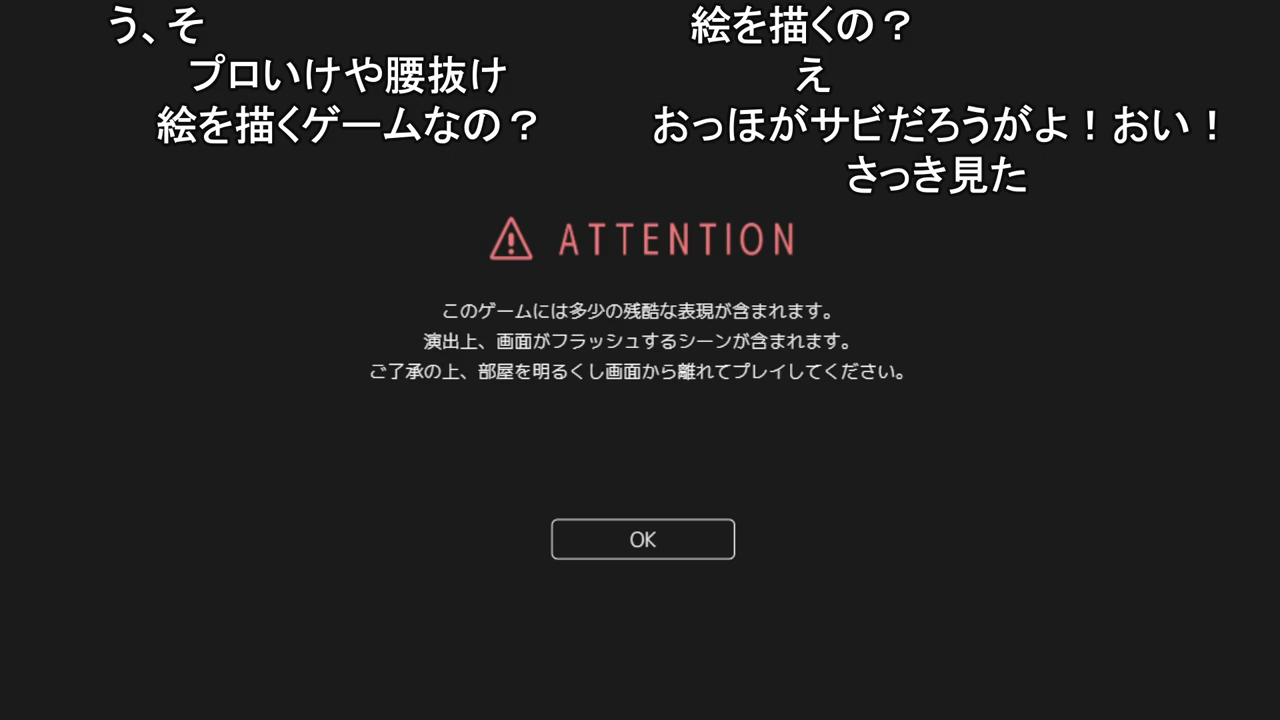 う、そ
絵を描くの？
プロいけや腰抜け
え
絵を描くゲームなの？
おっほがサビだろうがよ！おい！
さっき見た
ATTENTION
このゲームには多少の残酷な表現が含まれます。
演出上、画面がフラッシュするシーンが含まれます。
ご了承の上、部屋を明るくし画面から離れてプレイしてください。
OK